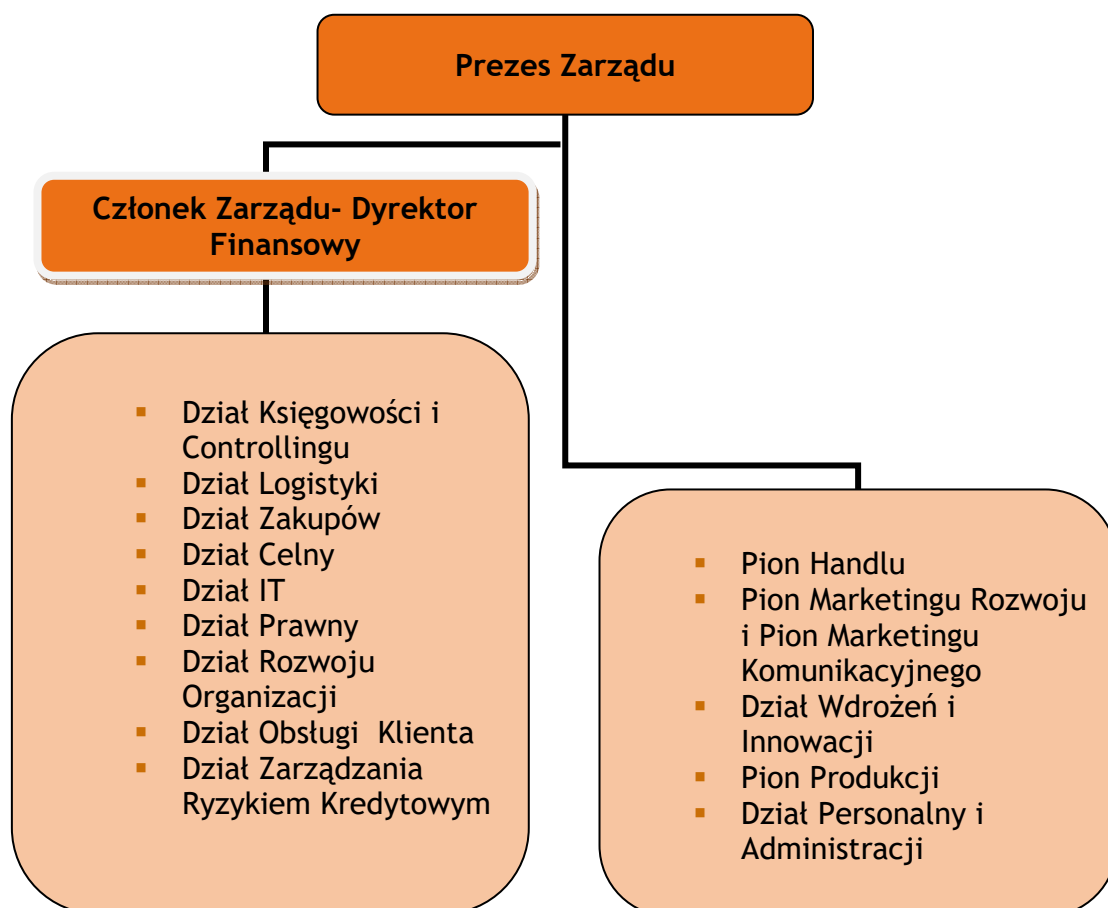 Prezes Zarządu
Członek Zarządu- Dyrektor
Finansowy
▪ Dział Księgowości i
Controllingu
▪ Dział Logistyki
▪ Dział Zakupów
▪ Dział Celny
▪ Dział IT
▪ Dział Prawny
▪ Dział Rozwoju
Organizacji
▪ Dział Obsługi  Klienta
▪ Dział Zarządzania
Ryzykiem Kredytowym
▪ Pion Handlu
▪ Pion Marketingu Rozwoju
i Pion Marketingu
Komunikacyjnego
▪ Dział Wdrożeń i
Innowacji
▪ Pion Produkcji
▪ Dział Personalny i
Administracji